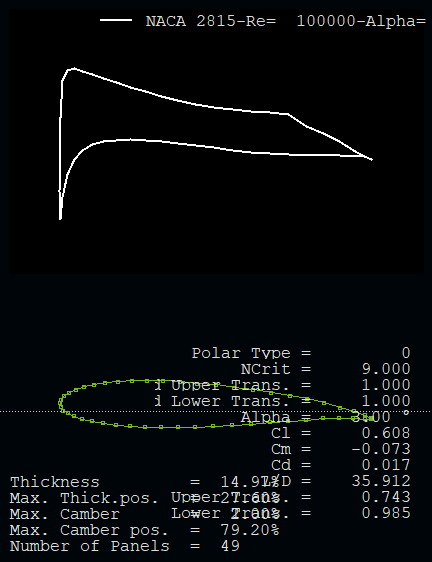 NACA 2815-Re=  100000-Alpha=
Polar Type =     0
NCrit =     9.000
Upper Trans. =     1.000
Lower Trans. =     1.000
Alpha =     3.00 °
Cl =     0.608
Cm =     -0.073
Cd =     0.017
L/D =     35.912
Thickness     =  14.97%
Max. Thick.pos.  =  27.60%     Upper Trans. =     0.743
Max. Camber     =  2.00%     Lower Trans. =     0.985
Max. Camber pos.  =  79.20%
Number of Panels  =  49